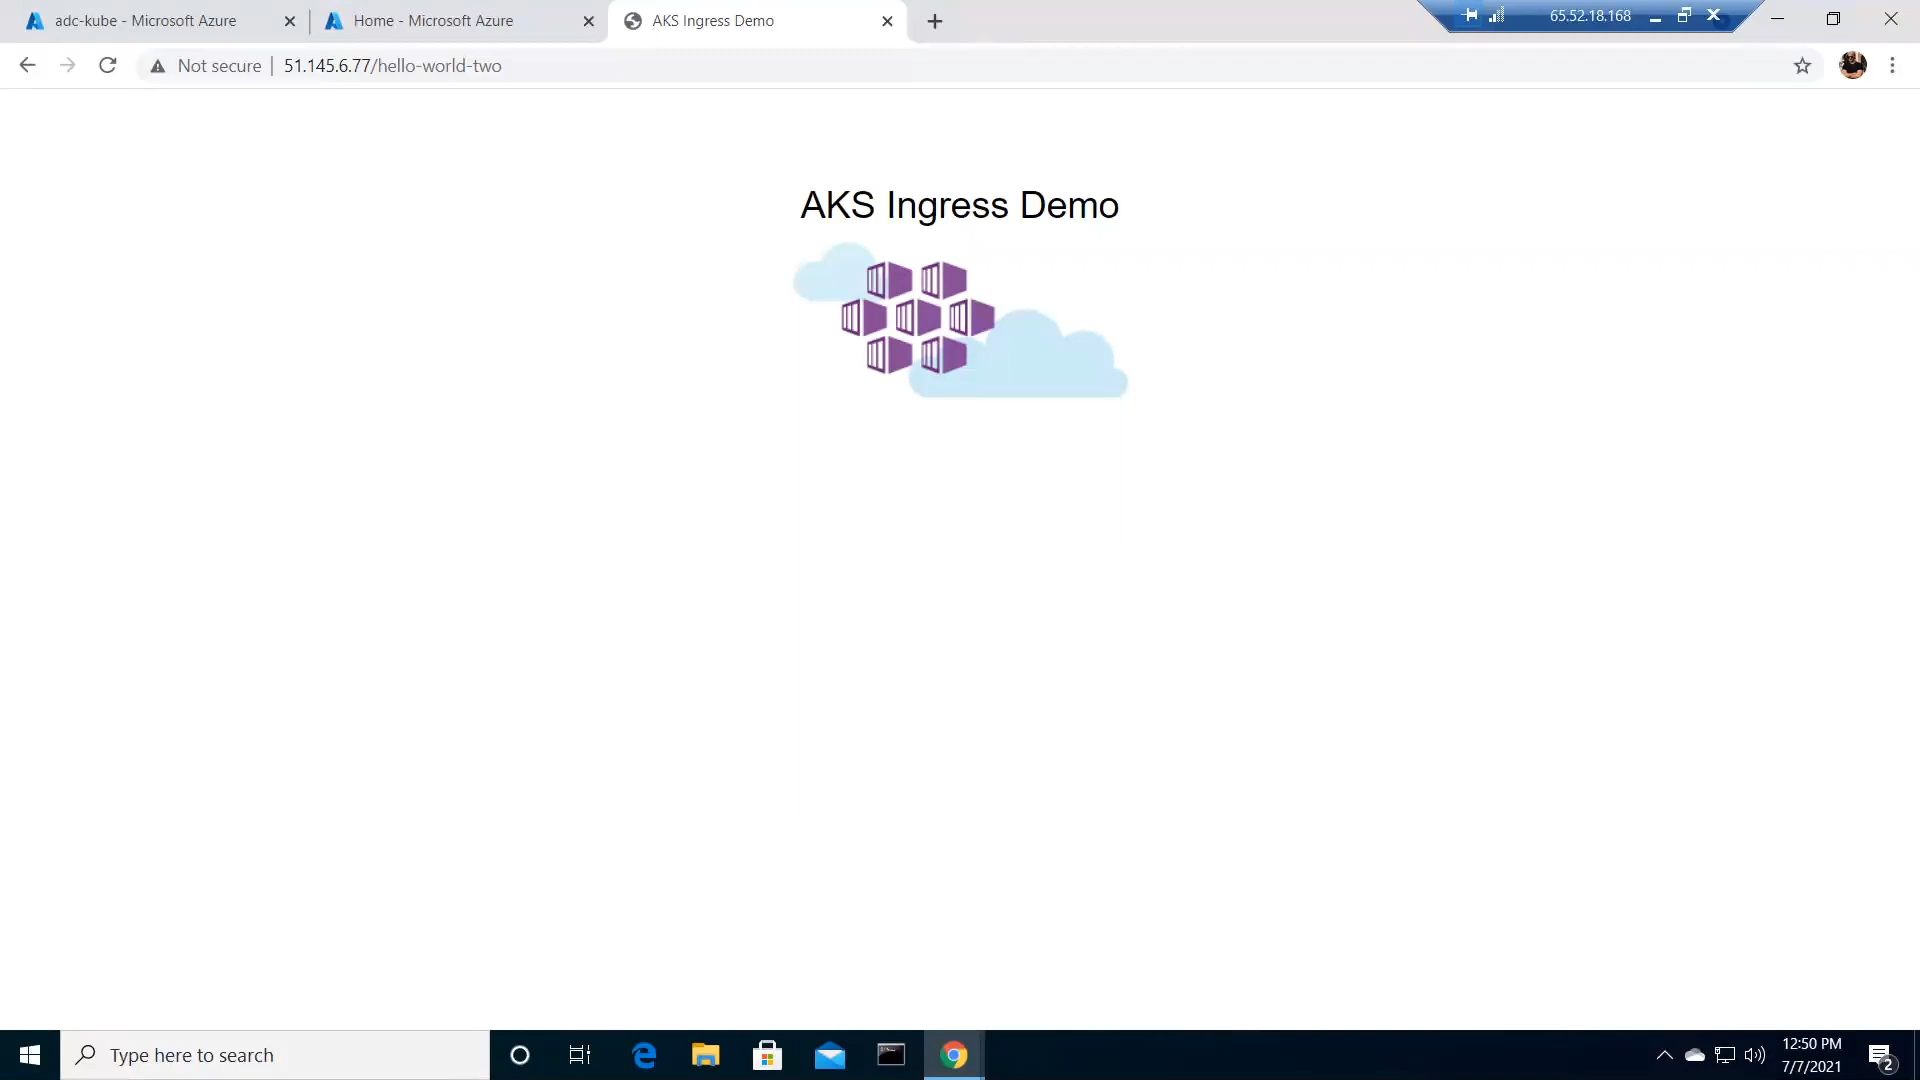 adc-kube - Microsoft Azure
Home - Microsoft Azure
AKS Ingress Demo
65.52.18.168
Not secure
51.145.6.77/hello-world-two
AKS Ingress Demo
Type here to search
12:50 PM
7/7/2021
2